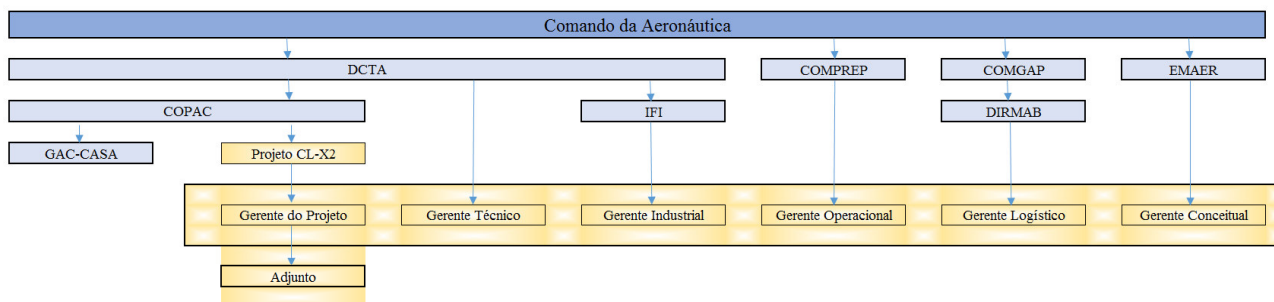 Comando da Aeronáutica
DCTA
COMPREP
COMGAP
EMAER
COPAC
IFI
DIRMAB
GAC-CASA
Projeto CL-X2
Gerente do Projeto
Gerente Técnico
Gerente Industrial
Gerente Operacional
Gerente Logístico
Gerente Conceitual
Adjunto